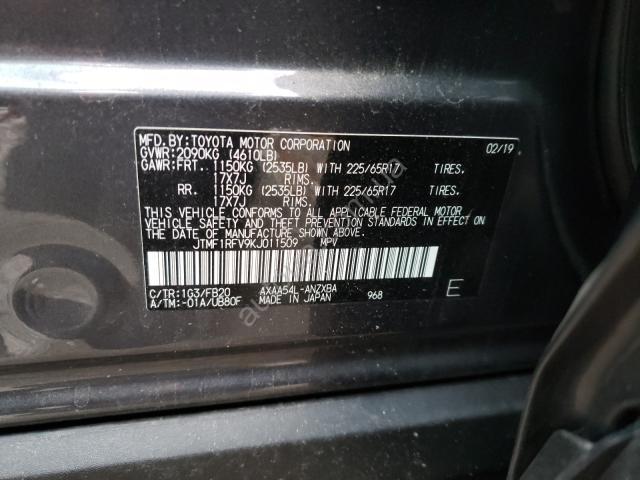 MFD.BY:TOYOTA MOTOR CORPORATION 02/19
GVWR:2090KG (4610LB)
GAWR:FRT. 1150KG (2535LB) WITH 225/65R17 TIRES.
17X7J RIMS.
RR. 1150KG (2535LB) WITH 225/65R17 TIRES.
17X7J RIMS.
THIS VEHICLE CONFORMS TO ALL APPLICABLE FEDERAL MOTOR
VEHICLE SAFETY AND THEFT PREVENTION STANDARDS IN EFFECT ON
THE DATE OF MANUFACTURE SHOWN ABOVE.
JTMF1RFV9KJ011509 MPV
C/TR:1G3/FB20 AXAA54L-ANZXBA
A/TM:-01A/UB80F MADE IN JAPAN 968 E